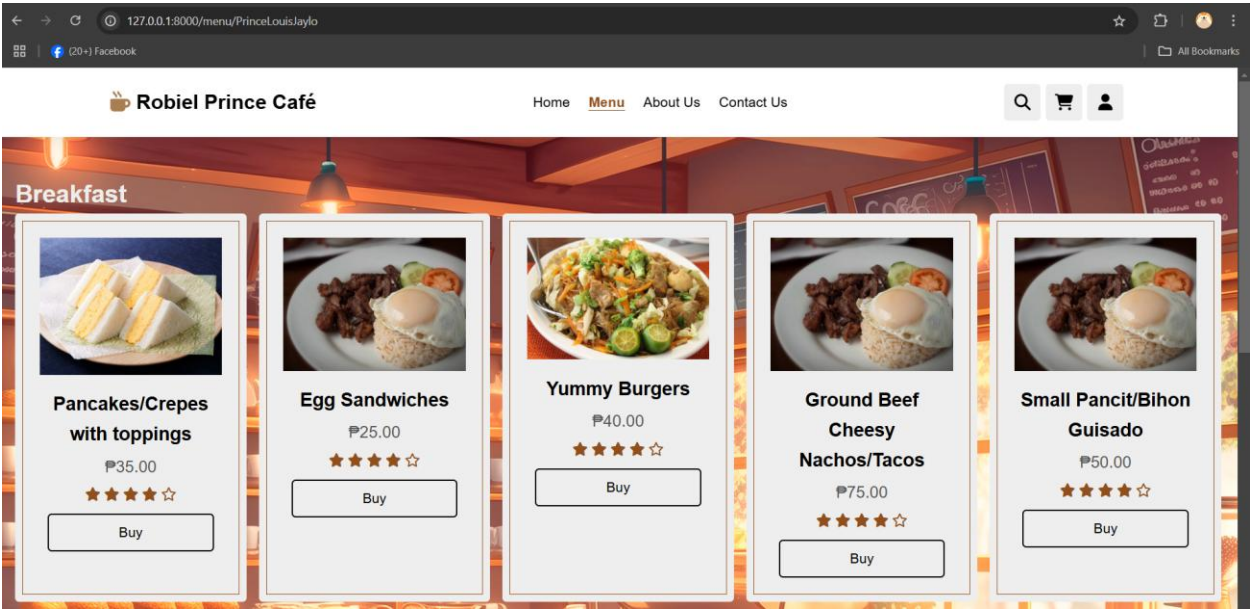 127.0.0.1:8000/menu/PrinceLouisJaylo
(20+) Facebook
All Bookmarks
Robiel Prince Café
Home Menu About Us Contact Us
Breakfast
Pancakes/Crepes
with toppings
₱35.00
Buy
Egg Sandwiches
₱25.00
Buy
Yummy Burgers
₱40.00
Buy
Ground Beef
Cheesy
Nachos/Tacos
₱75.00
Buy
Small Pancit/Bihon
Guisado
₱50.00
Buy